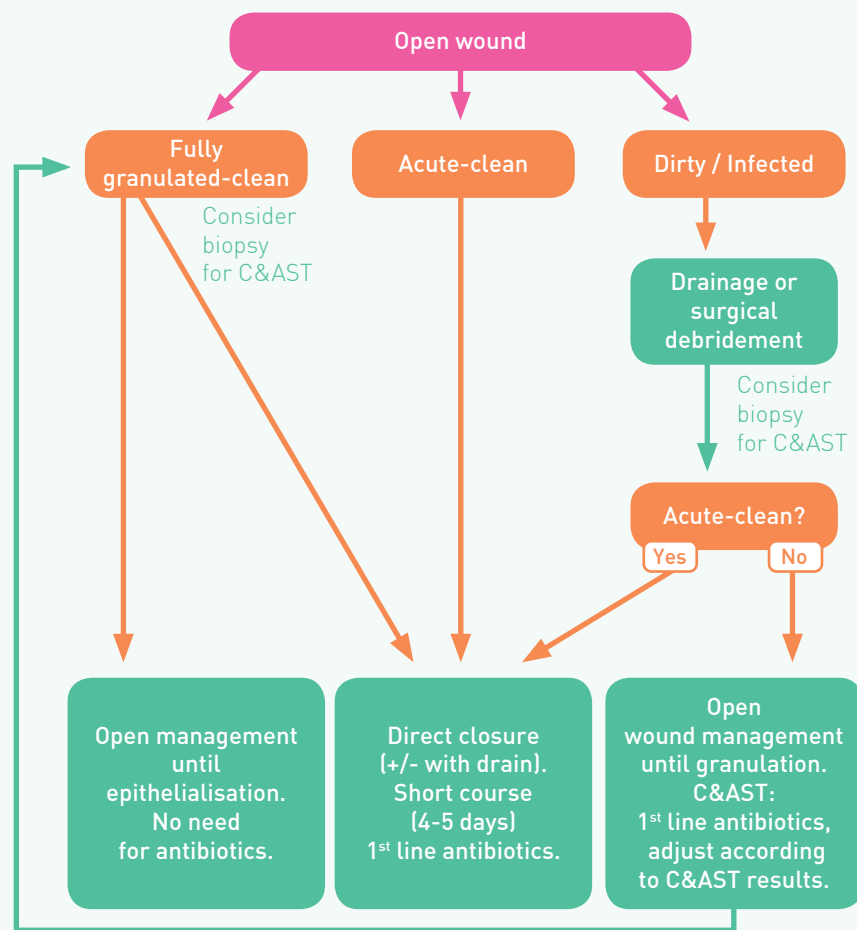 Open wound
Fully
granulated-clean
Acute-clean
Dirty / Infected
Consider
biopsy
for C&AST
Drainage or
surgical
debridement
Consider
biopsy
for C&AST
Acute-clean?
Yes
No
Open management
until
epithelialisation.
No need
for antibiotics.
Direct closure
(+/- with drain).
Short course
(4-5 days)
1st line antibiotics.
Open
wound management
until granulation.
C&AST:
1st line antibiotics,
adjust according
to C&AST results.